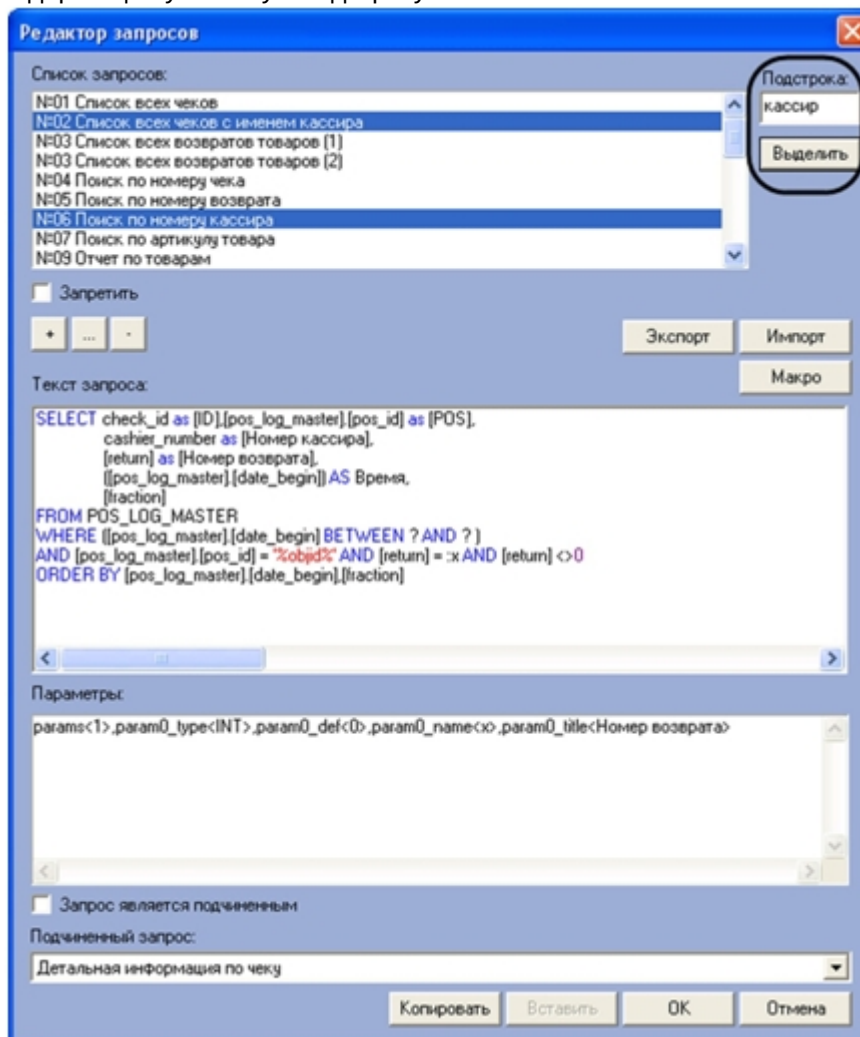 Редактор запросов
Список запросов:
Подстрока:
№01 Список всех чеков
кассир
№02 Список всех чеков с именем кассира
№03 Список всех возвратов товаров (1)
№03 Список всех возвратов товаров (2)
Выделить
№04 Поиск по номеру чека
№05 Поиск по номеру возврата
№06 Поиск по номеру кассира
№07 Поиск по артикулу товара
№09 Отчет по товарам
Запретить
+ ... -
Экспорт Импорт
Макро
Текст запроса:
SELECT check_id as [ID],[pos_log_master].[pos_id] as [POS],
cashier_number as [Номер кассира],
[return] as [Номер возврата],
([pos_log_master].[date_begin]) AS Время,
[fraction]
FROM POS_LOG_MASTER
WHERE ([pos_log_master].[date_begin] BETWEEN ? AND ? )
AND [pos_log_master].[pos_id] = '%objid%' AND [return] = :x AND [return] <>0
ORDER BY [pos_log_master].[date_begin],[fraction]
Параметры:
params<1>,param0_type<INT>,param0_def<0>,param0_name<x>,param0_title<Номер возврата>
Запрос является подчиненным
Подчиненный запрос:
Детальная информация по чеку
Копировать Вставить OK Отмена